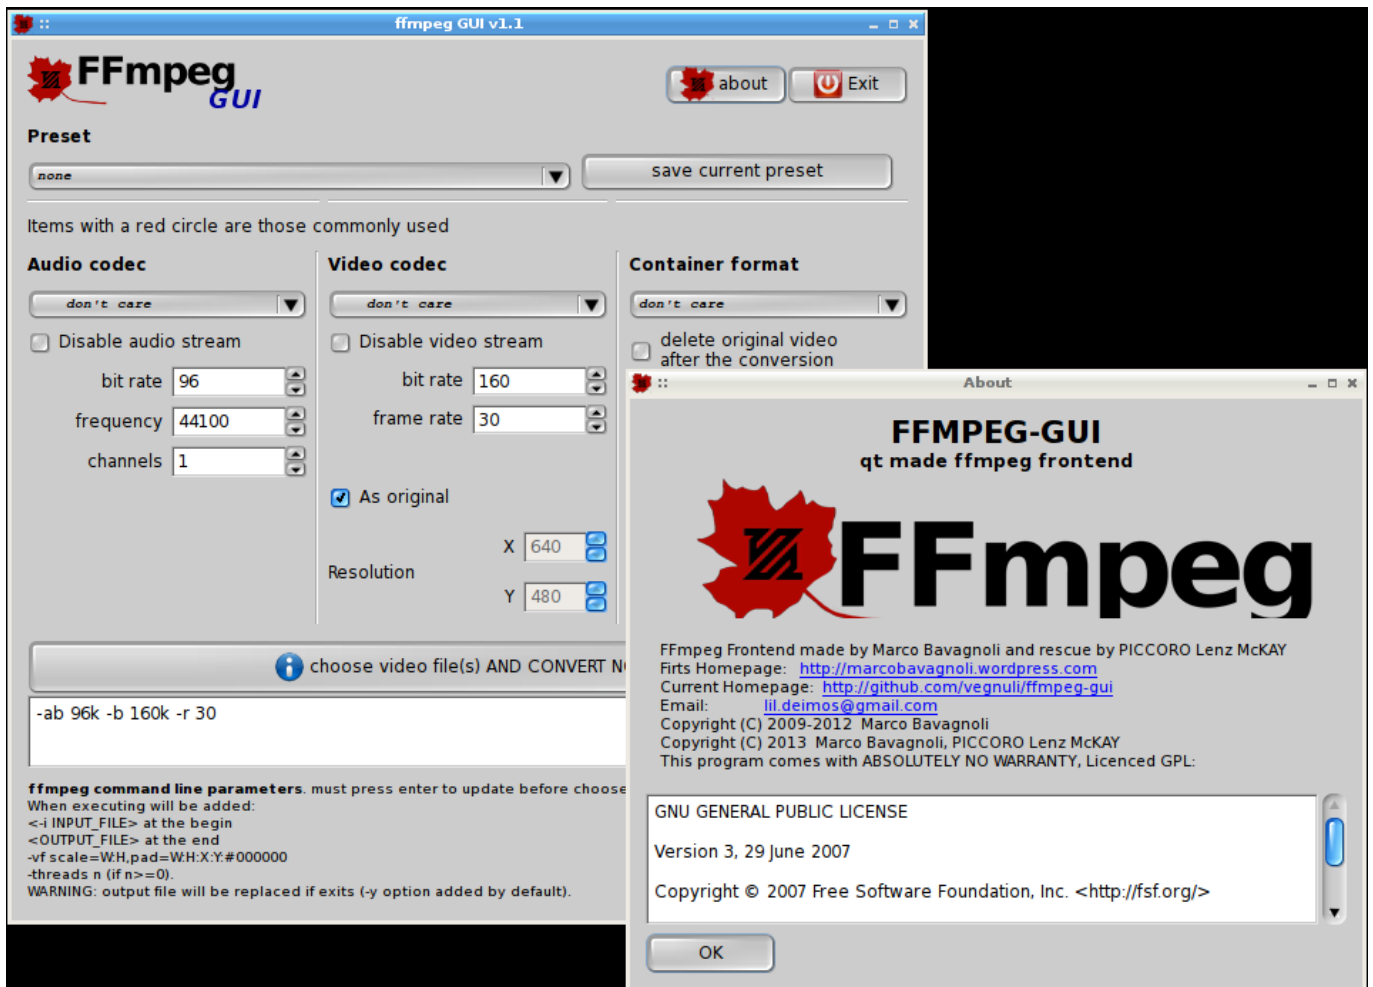 ffmpeg GUI v1.1
FFmpeg
GUI
about
Exit
Preset
none
save current preset
Items with a red circle are those commonly used
Audio codec
don't care
Disable audio stream
bit rate 96
frequency 44100
channels 1
Video codec
don't care
Disable video stream
bit rate 160
frame rate 30
As original
Resolution
X 640
Y 480
Container format
don't care
delete original video
after the conversion
choose video file(s) AND CONVERT
-ab 96k -b 160k -r 30
ffmpeg command line parameters. must press enter to update before choose
When executing will be added:
<-i INPUT_FILE> at the begin
<OUTPUT_FILE> at the end
-vf scale=W:H,pad=W:H:X:Y:#000000
-threads n (if n>=0).
WARNING: output file will be replaced if exits (-y option added by default).
About
FFMPEG-GUI
qt made ffmpeg frontend
FFmpeg
FFmpeg Frontend made by Marco Bavagnoli and rescue by PICCORO Lenz McKAY
Firts Homepage: http://marcobavagnoli.wordpress.com
Current Homepage: http://github.com/vegnuli/ffmpeg-gui
Email: lil.deimos@gmail.com
Copyright (C) 2009-2012 Marco Bavagnoli
Copyright (C) 2013 Marco Bavagnoli, PICCORO Lenz McKAY
This program comes with ABSOLUTELY NO WARRANTY, Licenced GPL:
GNU GENERAL PUBLIC LICENSE
Version 3, 29 June 2007
Copyright © 2007 Free Software Foundation, Inc. <http://fsf.org/>
OK